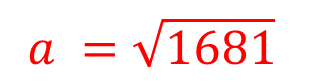 a = √1681